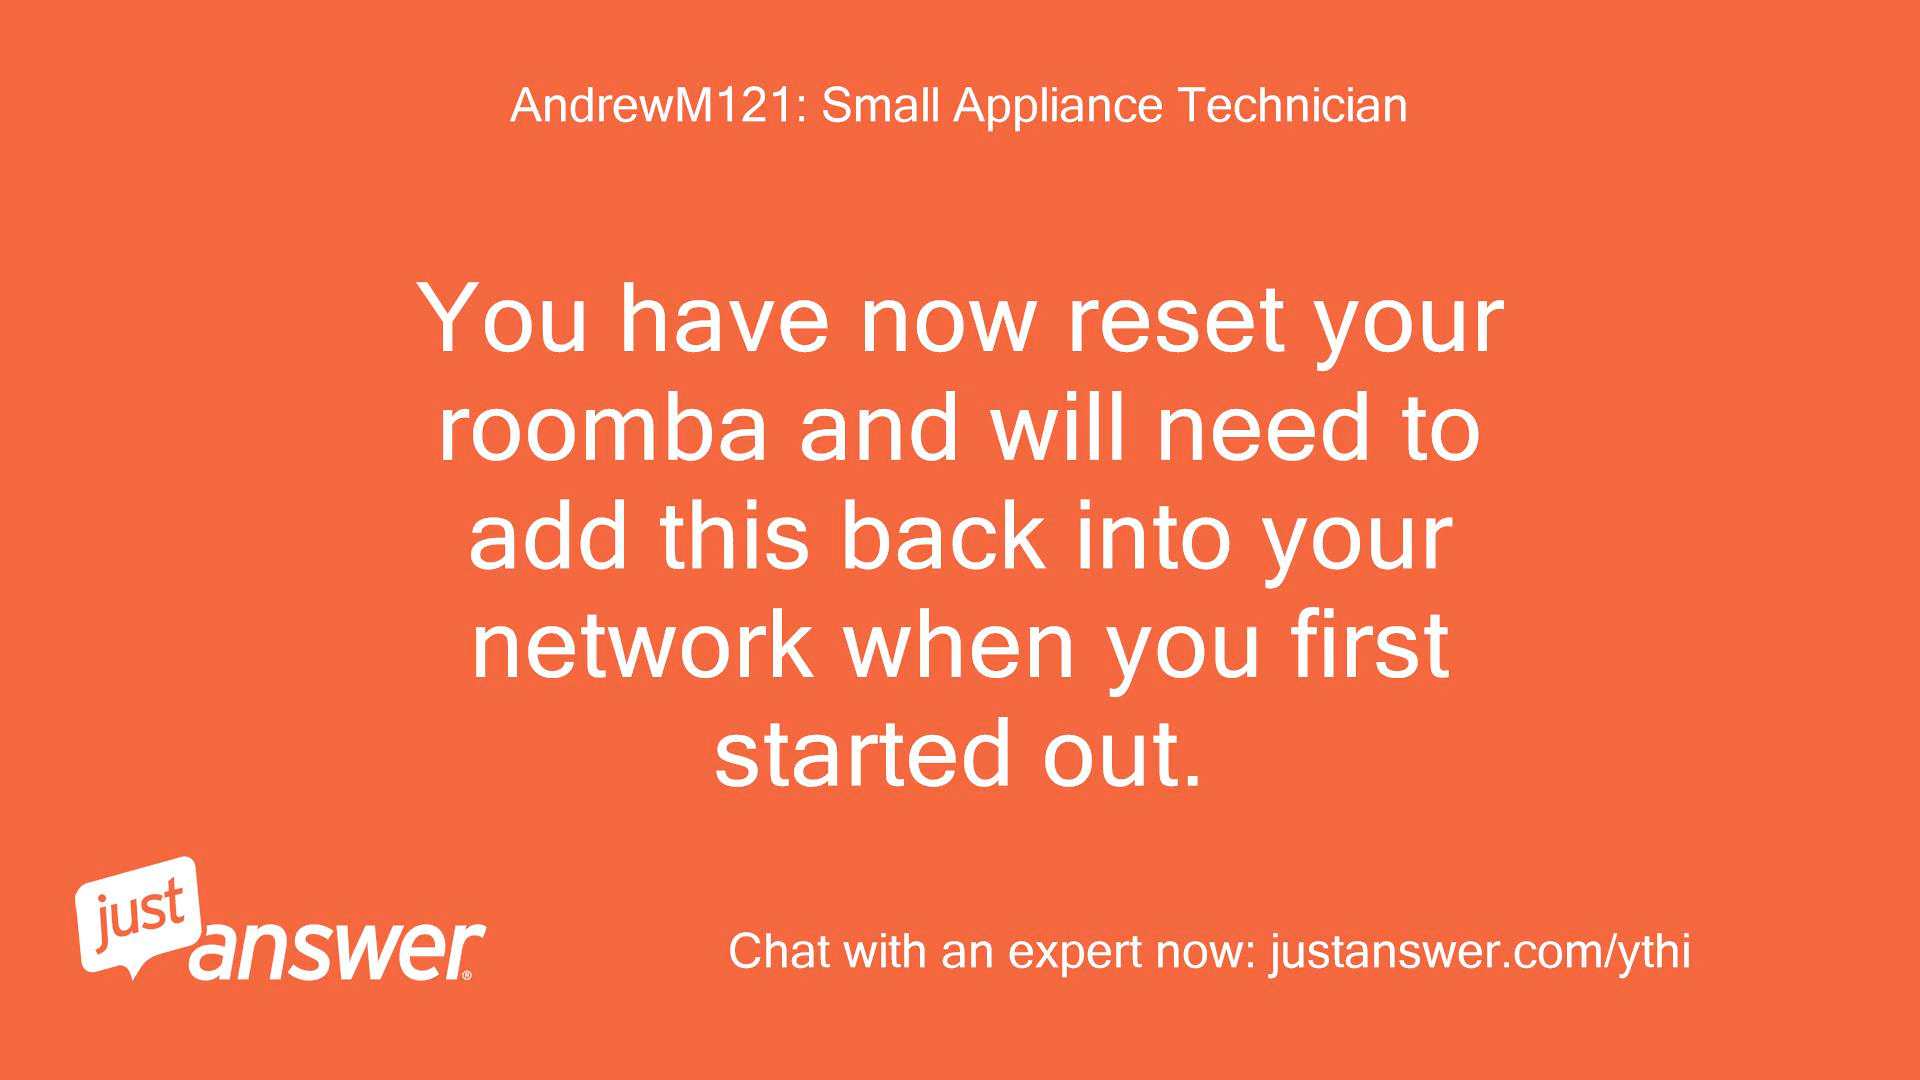 AndrewM121: Small Appliance Technician
You have now reset your
roomba and will need to
add this back into your
network when you first
started out.
just
answer®
Chat with an expert now: justanswer.com/ythi